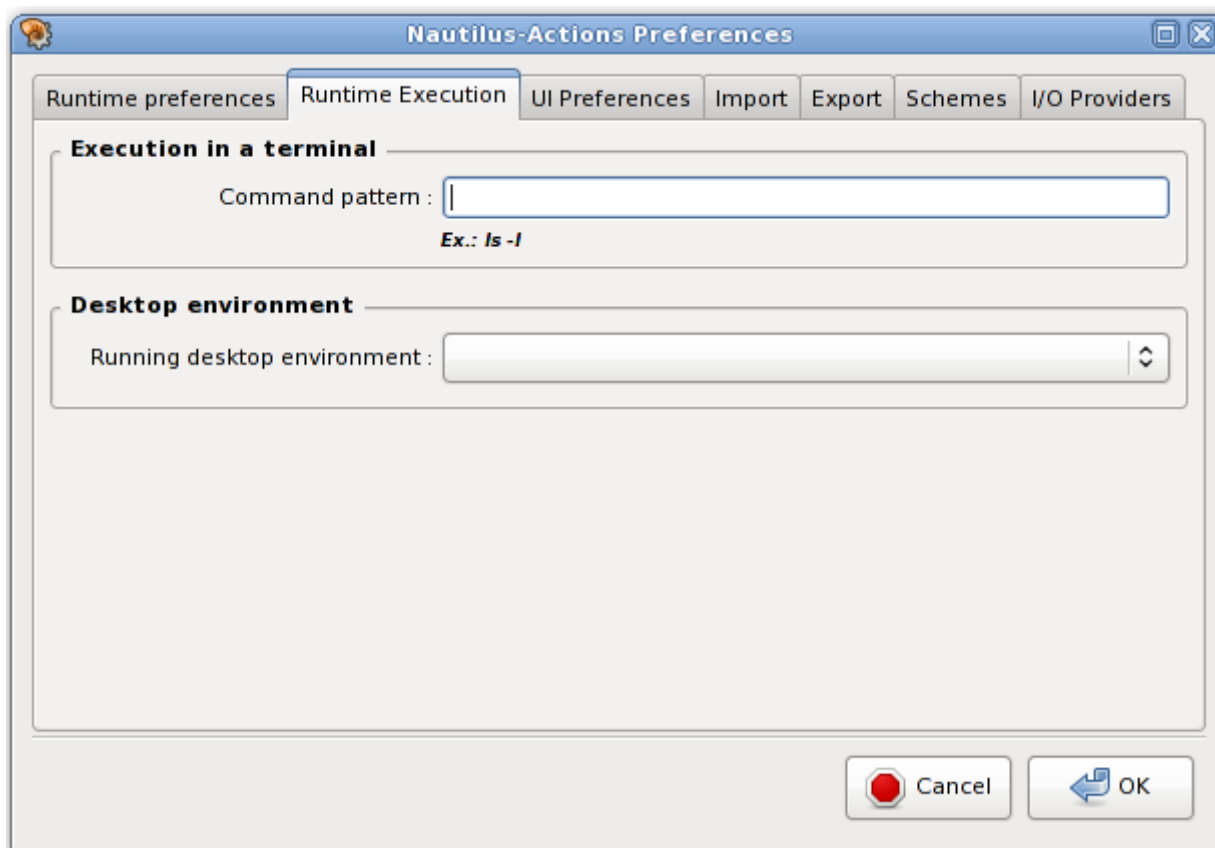 Nautilus-Actions Preferences
Runtime preferences Runtime Execution UI Preferences Import Export Schemes I/O Providers
Execution in a terminal
Command pattern :
Ex.: ls -l
Desktop environment
Running desktop environment :
Cancel OK